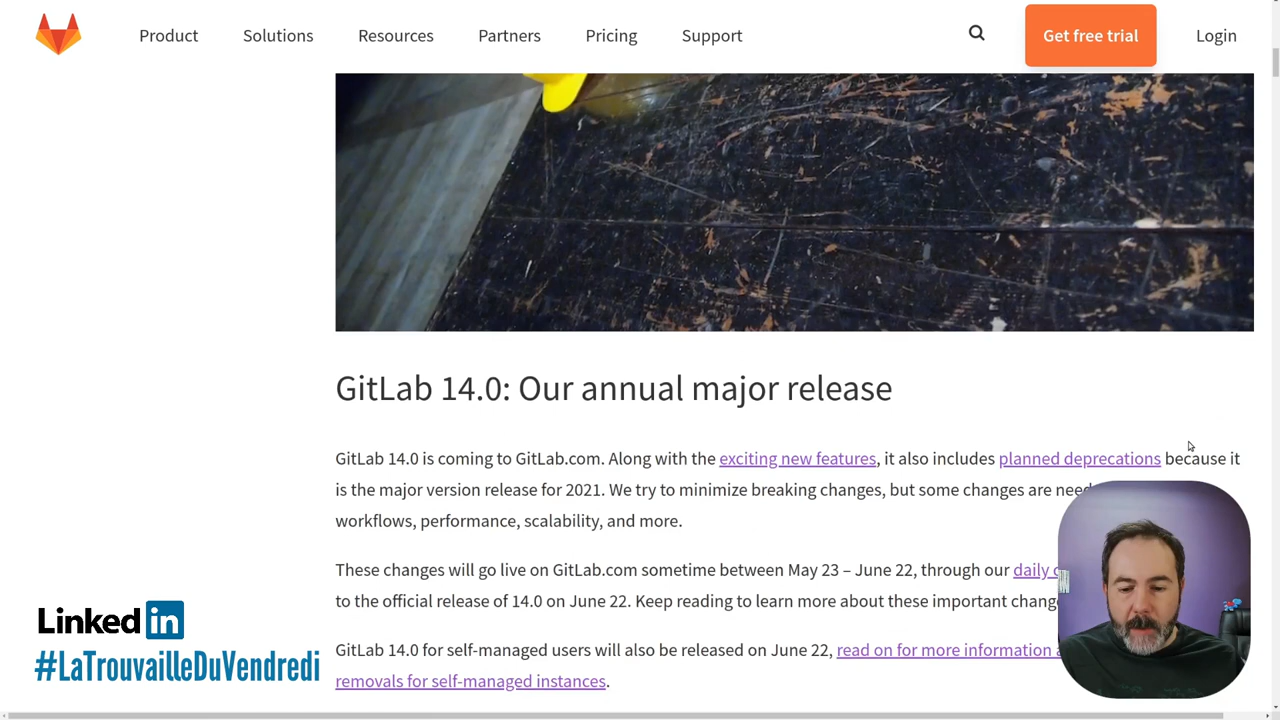 Product Solutions Resources Partners Pricing Support Get free trial Login
GitLab 14.0: Our annual major release
GitLab 14.0 is coming to GitLab.com. Along with the exciting new features, it also includes planned deprecations because it
is the major version release for 2021. We try to minimize breaking changes, but some changes are
workflows, performance, scalability, and more.
These changes will go live on GitLab.com sometime between May 23 – June 22, through our daily
to the official release of 14.0 on June 22. Keep reading to learn more about these important
GitLab 14.0 for self-managed users will also be released on June 22, read on for more information
removals for self-managed instances.
Linked in
#LaTrouvailleDuVendredi